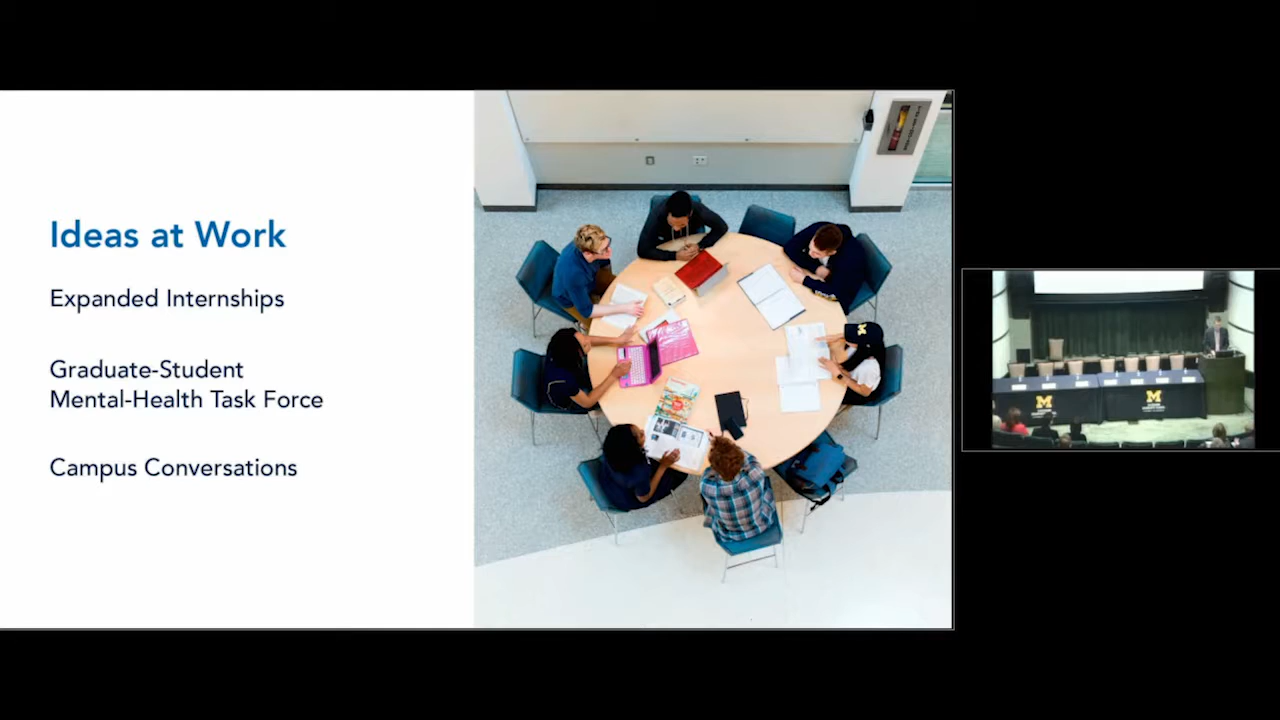 Ideas at Work
Expanded Internships
Graduate-Student
Mental-Health Task Force
Campus Conversations
M
M
M